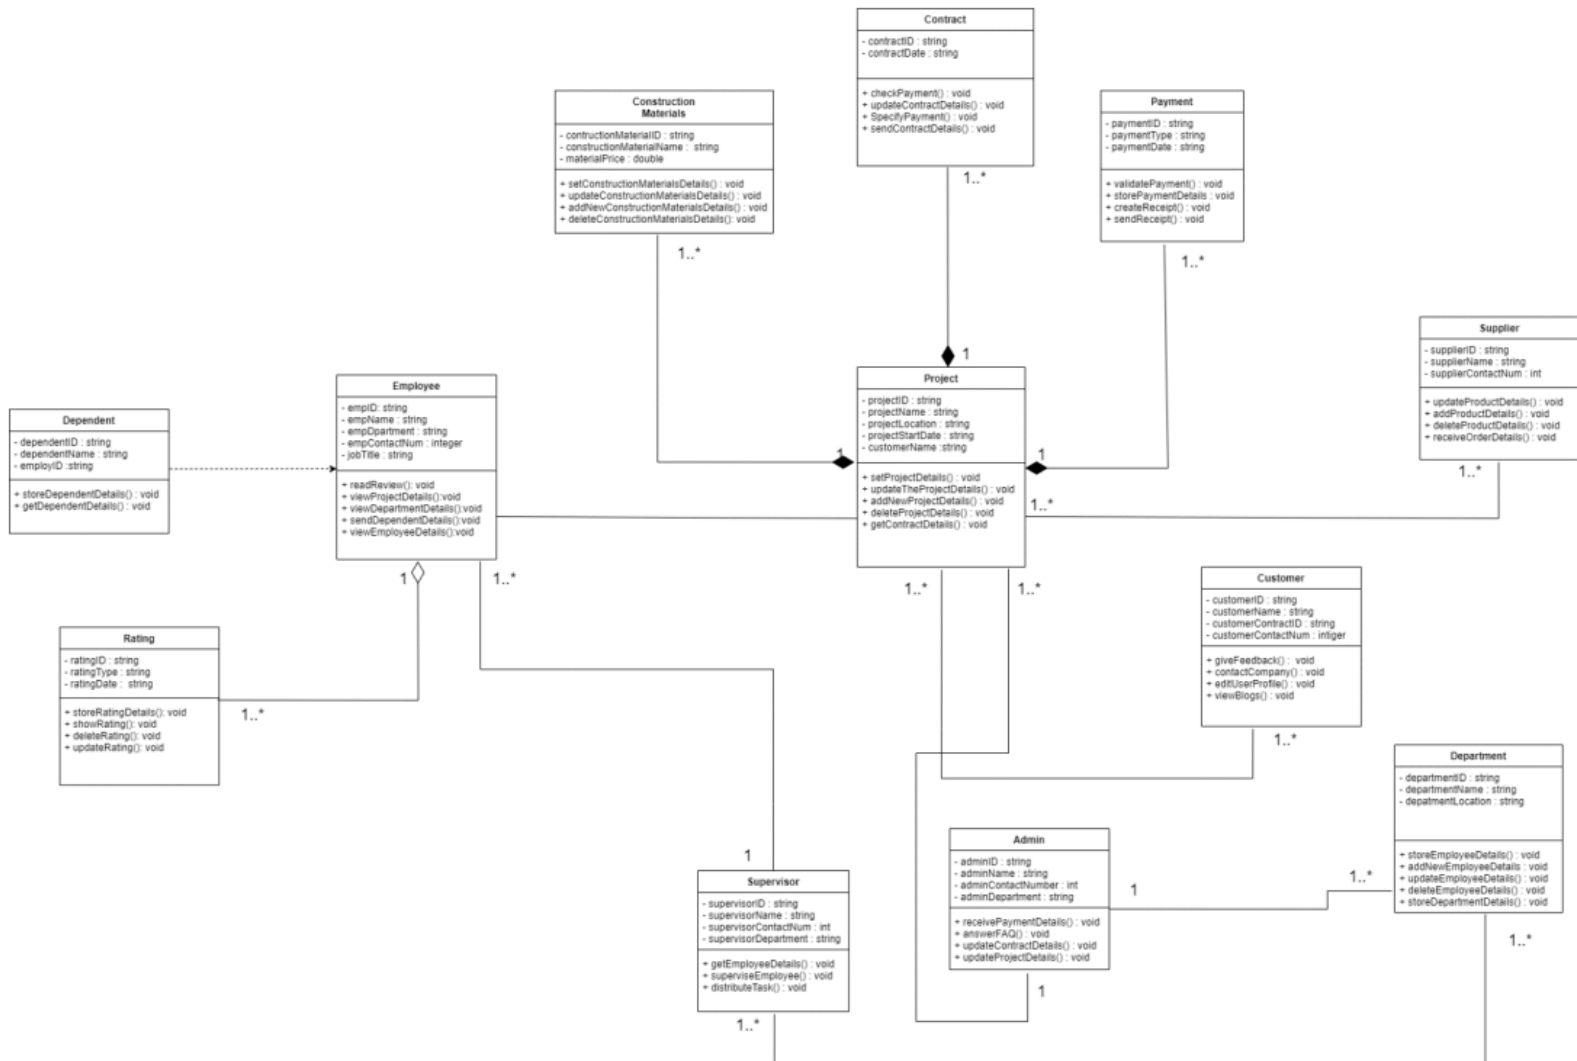 Contract
- contractID : string
- contractDate : string
+ checkPayment() : void
+ updateContractDetails() : void
+ SpecifyPayment() : void
+ sendContractDetails() : void
1..*
Construction
Materials
- contructionMaterialID : string
- constructionMaterialName : string
- materialPrice : double
+ setConstructionMaterialsDetails() : void
+ updateConstructionMaterialsDetails() : void
+ addNewConstructionMaterialsDetails() : void
+ deleteConstructionMaterialsDetails(): void
1..*
Payment
- paymentID : string
- paymentType : string
- paymentDate : string
+ validatePayment() : void
+ storePaymentDetails : void
+ createReceipt() : void
+ sendReceipt() : void
1..*
Supplier
- supplierID : string
- supplierName : string
- supplierContactNum : int
+ updateProductDetails() : void
+ addProductDetails() : void
+ deleteProductDetails() : void
+ receiveOrderDetails() : void
1..*
1
Project
- projectID : string
- projectName : string
- projectLocation : string
- projectStartDate : string
- customerName :string
+ setProjectDetails() : void
+ updateTheProjectDetails() : void
+ addNewProjectDetails() : void
+ deleteProjectDetails() : void
+ getContractDetails() : void
1
1
1..*
1..*
1..*
Employee
- empID: string
- empName : string
- empDpartment : string
- empContactNum : integer
- jobTitle : string
+ readReview(): void
+ viewProjectDetails():void
+ viewDepartmentDetails():void
+ sendDependentDetails():void
+ viewEmployeeDetails():void
1
1..*
Dependent
- dependentID : string
- dependentName : string
- employID :string
+ storeDependentDetails() : void
+ getDependentDetails() : void
Rating
- ratingID : string
- ratingType : string
- ratingDate : string
+ storeRatingDetails(): void
+ showRating(): void
+ deleteRating(): void
+ updateRating(): void
1..*
Customer
- customerID : string
- customerName : string
- customerContractID : string
- customerContactNum : intiger
+ giveFeedback() : void
+ contactCompany() : void
+ editUserProfile() : void
+ viewBlogs() : void
1..*
Department
- departmentID : string
- departmentName : string
- depatmentLocation : string
+ storeEmployeeDetails() : void
+ addNewEmployeeDetails : void
+ updateEmployeeDetails() : void
+ deleteEmployeeDetails() : void
+ storeDepartmentDetails() : void
1..*
1..*
Admin
- adminID : string
- adminName : string
- adminContactNumber : int
- adminDepartment : string
+ receivePaymentDetails() : void
+ answerFAQ() : void
+ updateContractDetails() : void
+ updateProjectDetails() : void
1
1
1
Supervisor
- supervisorID : string
- supervisorName : string
- supervisorContactNum : int
- supervisorDepartment : string
+ getEmployeeDetails() : void
+ superviseEmployee() : void
+ distributeTask() : void
1..*